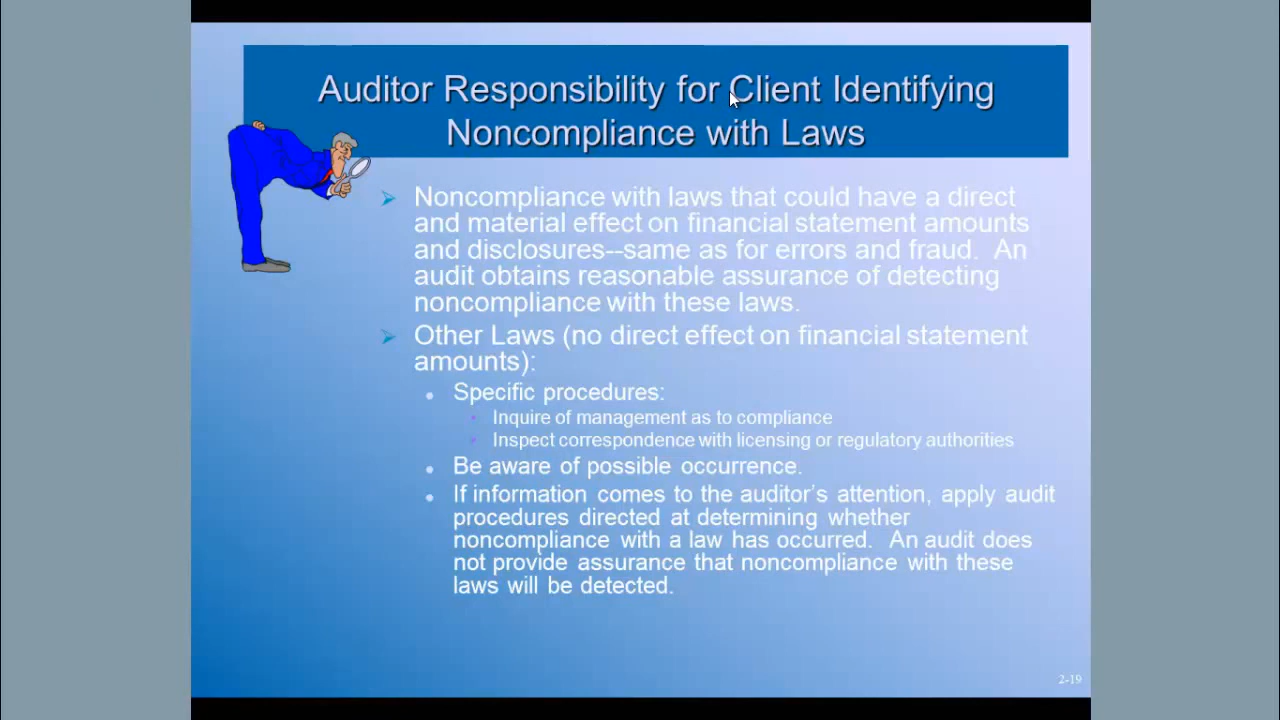 Auditor Responsibility for Client Identifying
Noncompliance with Laws
Noncompliance with laws that could have a direct
and material effect on financial statement amounts
and disclosures--same as for errors and fraud. An
audit obtains reasonable assurance of detecting
noncompliance with these laws.
Other Laws (no direct effect on financial statement
amounts):
Specific procedures:
Inquire of management as to compliance
Inspect correspondence with licensing or regulatory authorities
Be aware of possible occurrence.
If information comes to the auditor's attention, apply audit
procedures directed at determining whether
noncompliance with a law has occurred. An audit does
not provide assurance that noncompliance with these
laws will be detected.
2-19